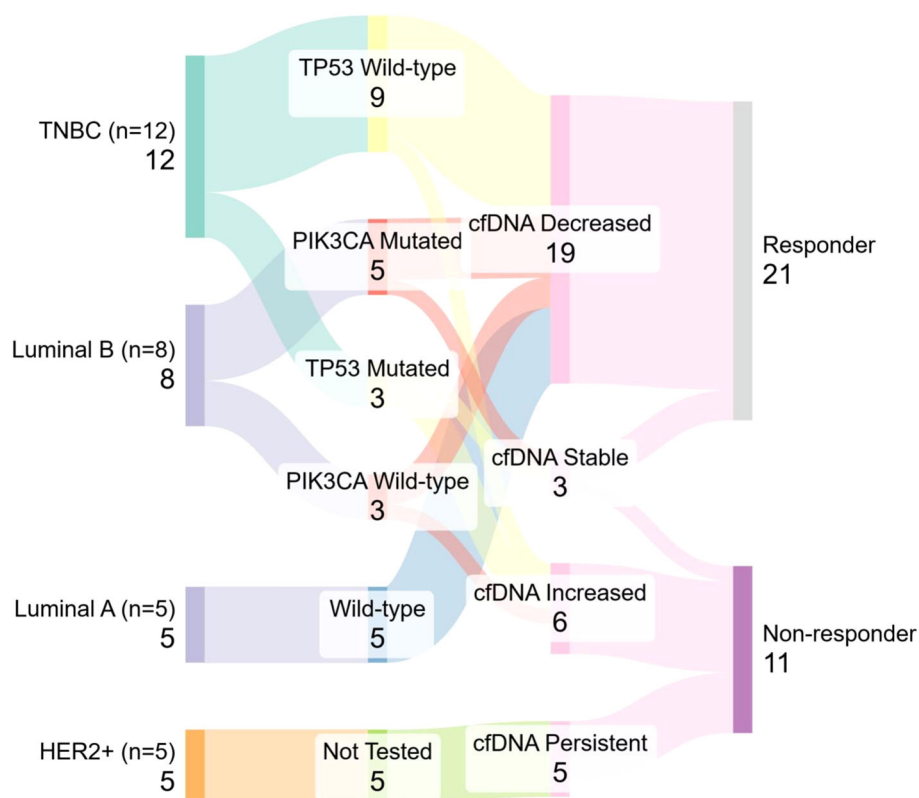 TNBC (n=12)
12
Luminal B (n=8)
8
Luminal A (n=5)
5
HER2+ (n=5)
5
TP53 Wild-type
9
PIK3CA Mutated
5
TP53 Mutated
3
PIK3CA Wild-type
3
Wild-type
5
Not Tested
5
cfDNA Decreased
19
cfDNA Stable
3
cfDNA Increased
6
cfDNA Persistent
5
Responder
21
Non-responder
11